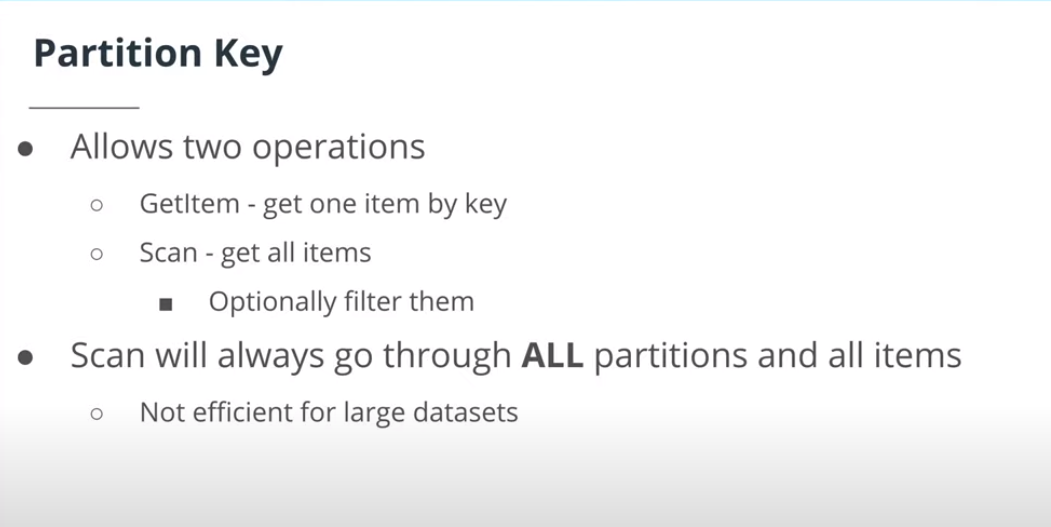 Partition Key
● Allows two operations
○ GetItem - get one item by key
○ Scan - get all items
■ Optionally filter them
● Scan will always go through ALL partitions and all items
○ Not efficient for large datasets